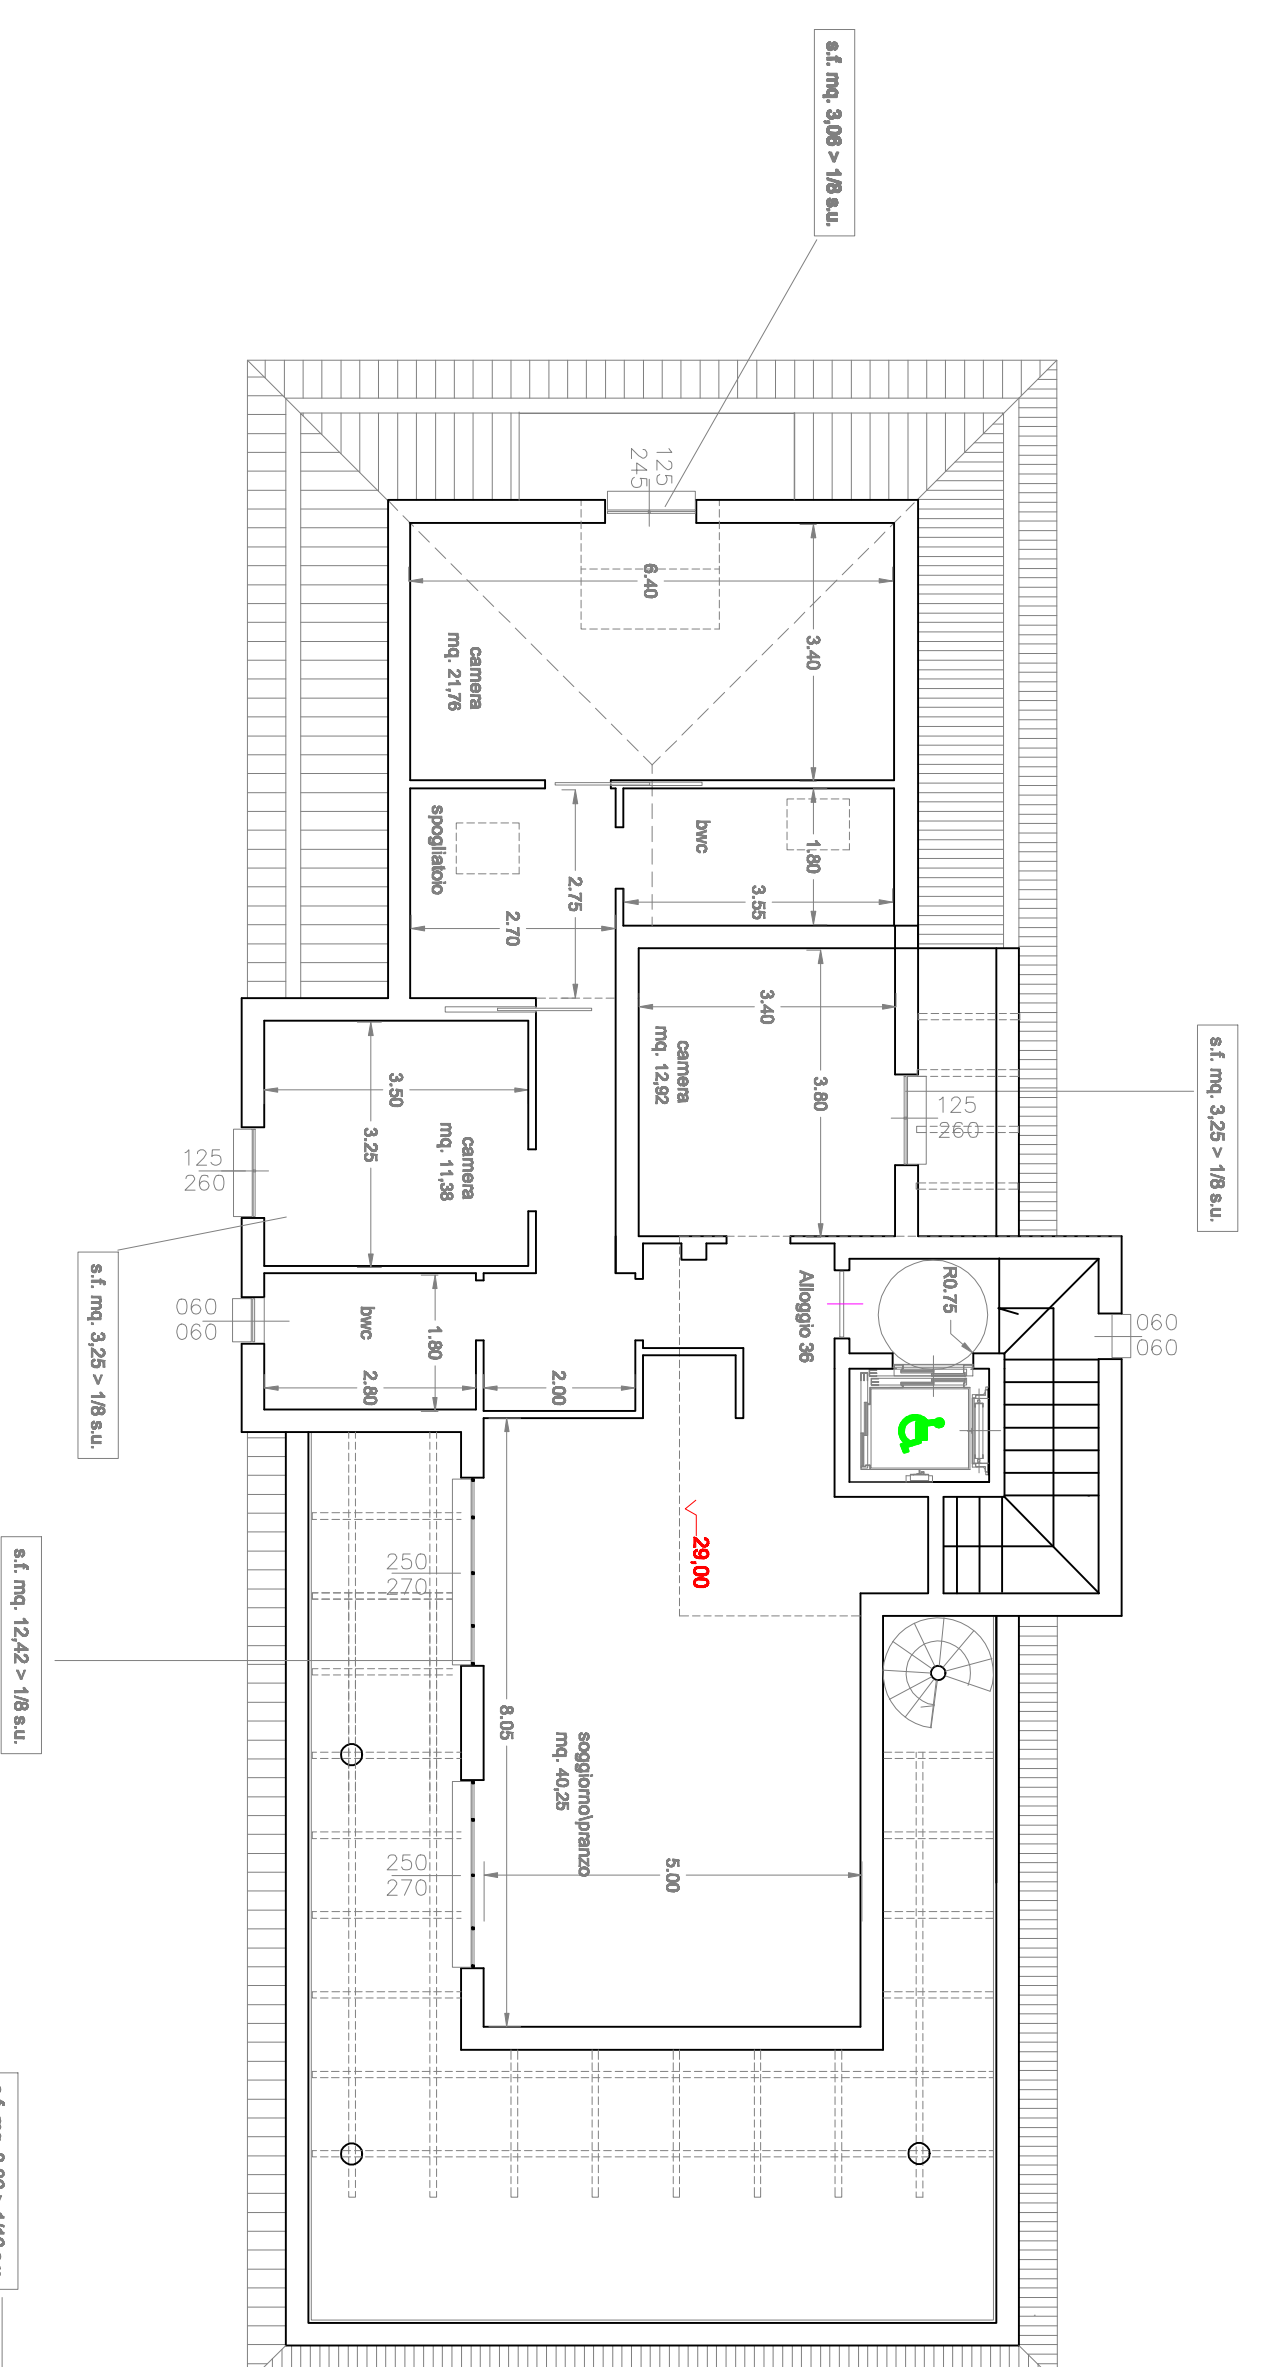 s.f. mq. 3,06 > 1/8 s.u.
125
245
6.40
3.40
camera
mq. 21,76
spogliatoio
bwc
1.80
2.75
3.55
2.70
3.40
camera
mq. 12,92
3.80
125
260
s.f. mq. 3,25 > 1/8 s.u.
3.50
3.25
camera
mq. 11,38
125
260
s.f. mq. 3,25 > 1/8 s.u.
060
060
bwc
1.80
2.80
2.00
Alloggio 36
R0.75
060
060
29,00
250
270
s.f. mq. 12,42 > 1/8 s.u.
8.05
soggiorno\pranzo
mq. 40,25
5.00
250
270